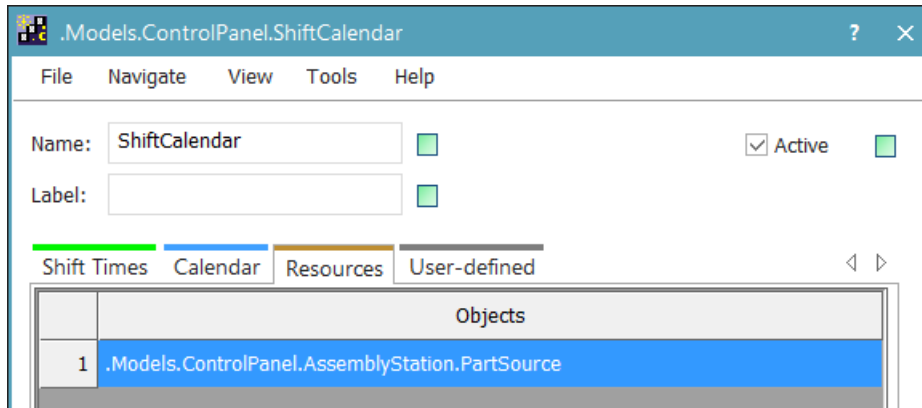 .Models.ControlPanel.ShiftCalendar ?
File Navigate View Tools Help
Name: ShiftCalendar Active
Label:
Shift Times Calendar Resources User-defined
Objects
1 .Models.ControlPanel.AssemblyStation.PartSource